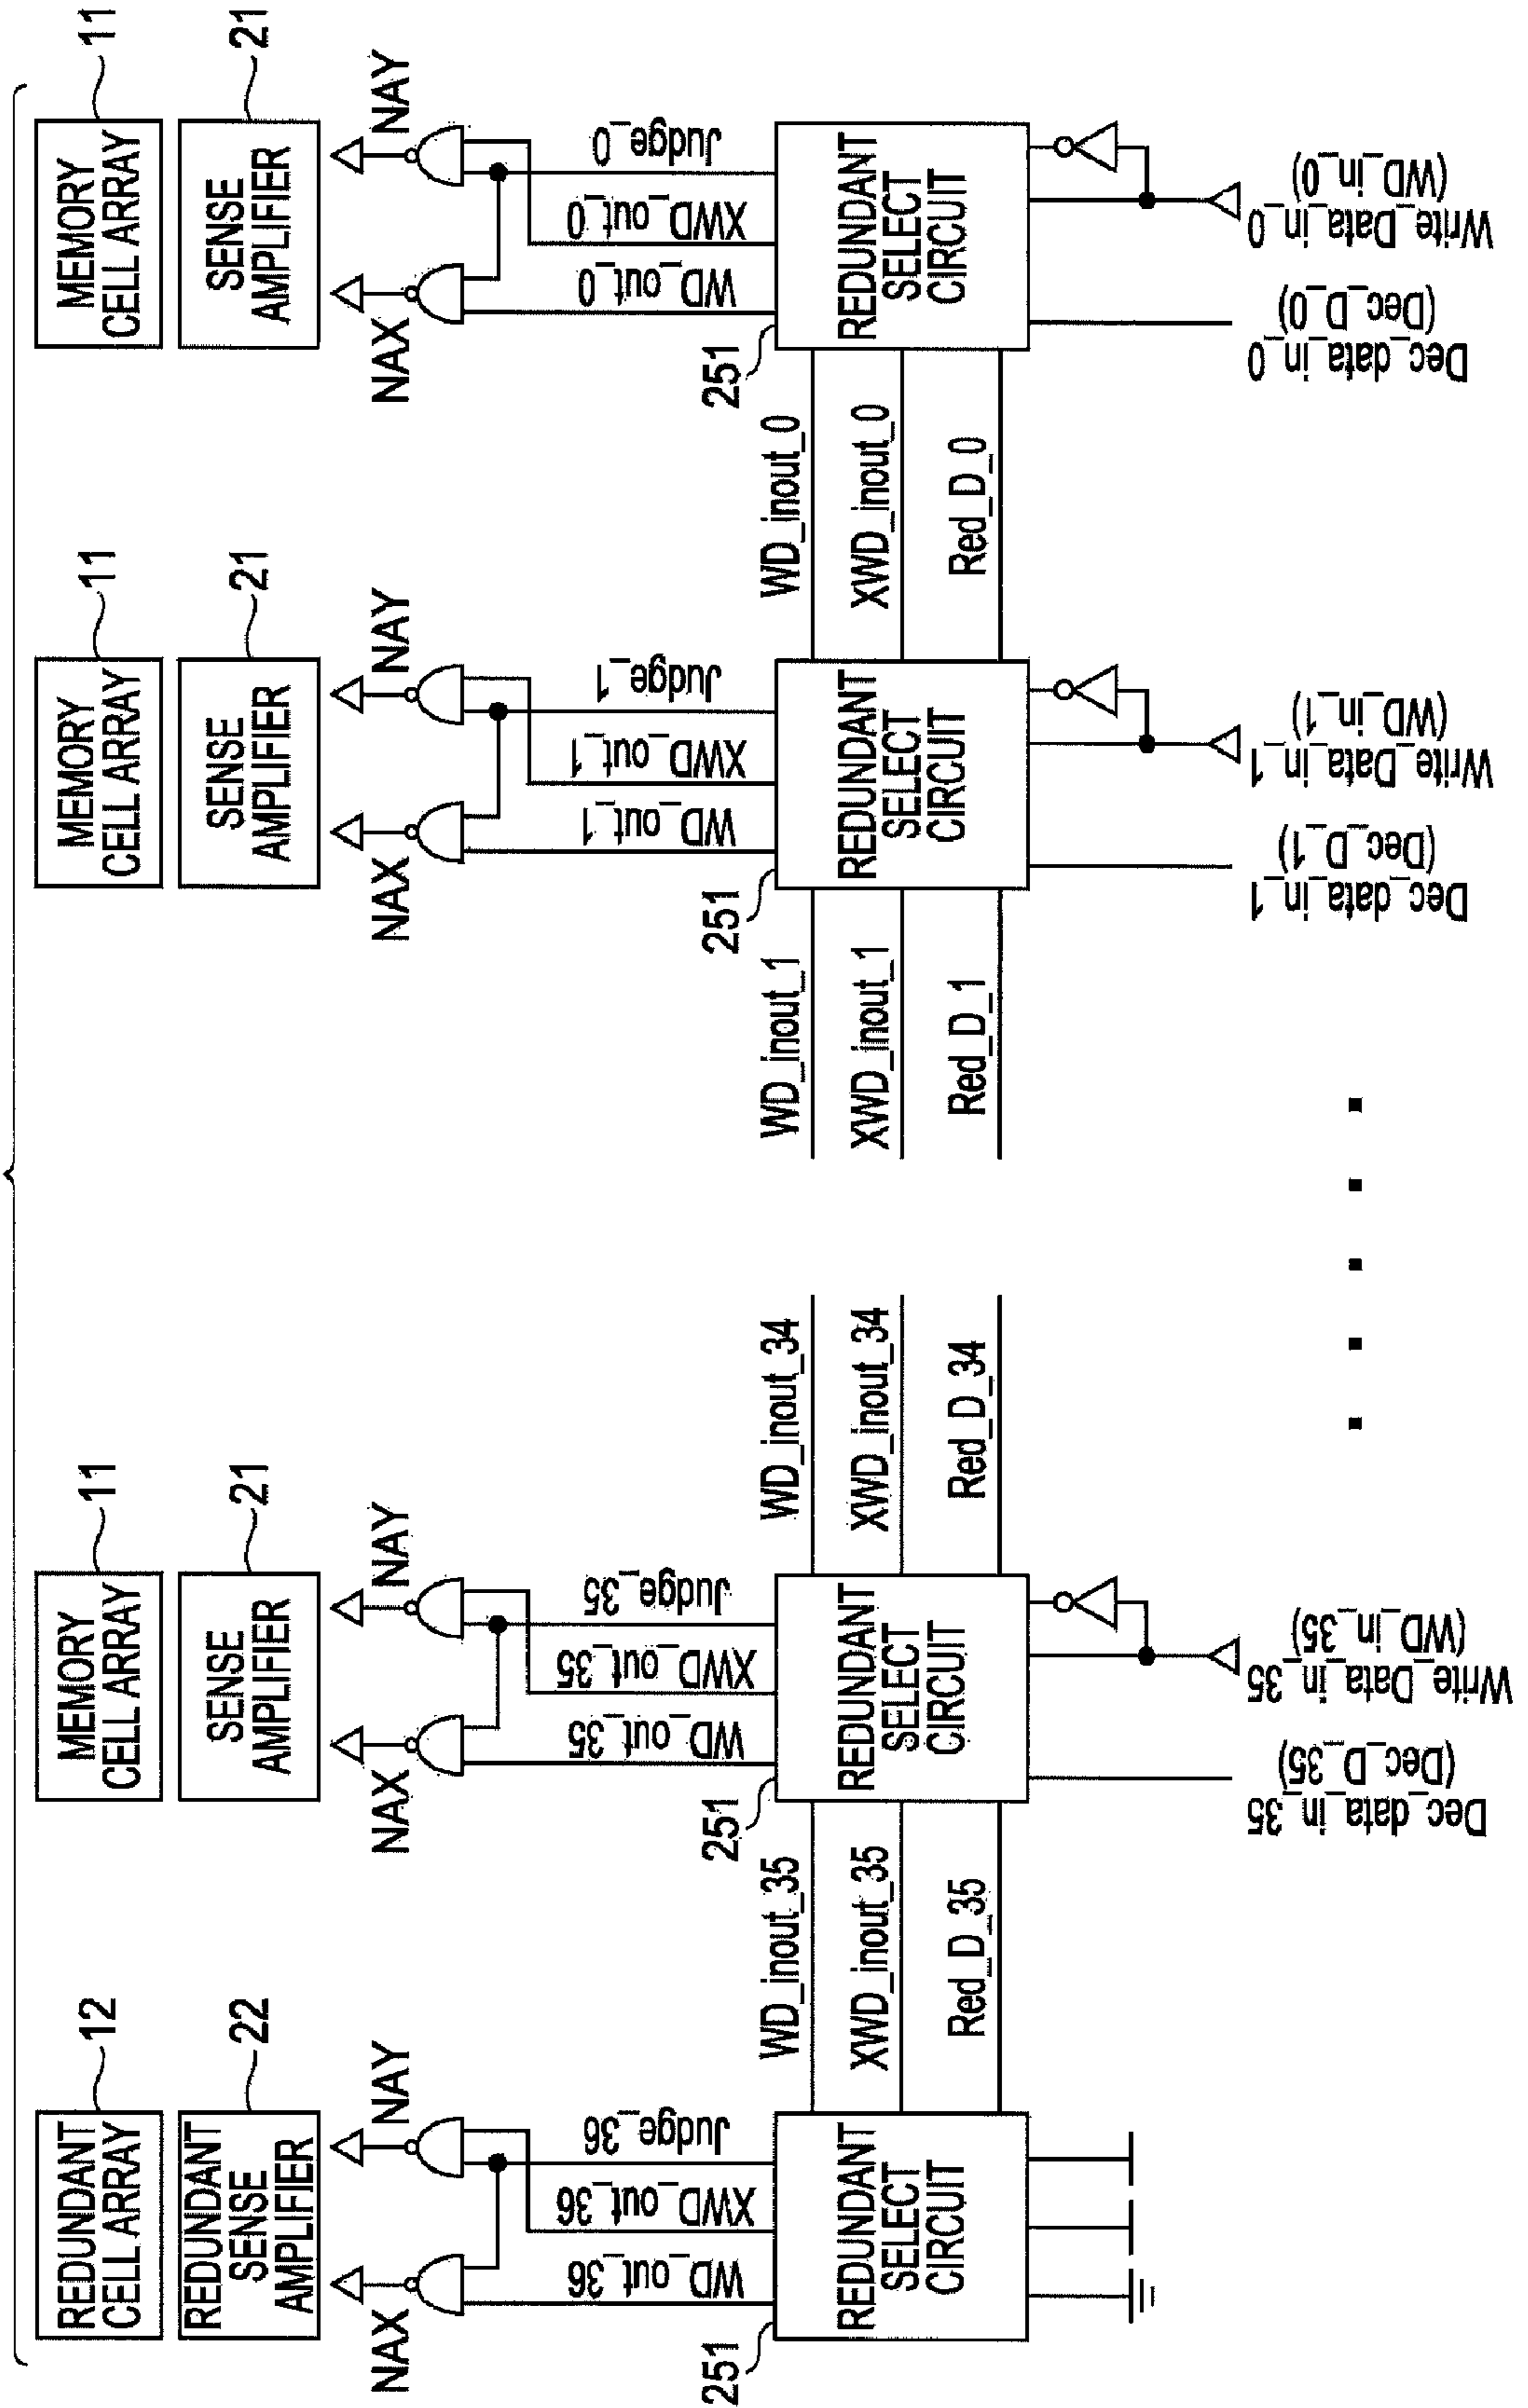 REDUNDANT
CELL ARRAY
12
REDUNDANT
SENSE
AMPLIFIER
22
NAX
NAY
WD_out_36
XWD_out_36
Judge_36
251
REDUNDANT
SELECT
CIRCUIT
WD_inout_35
XWD_inout_35
Red_D_35
MEMORY
CELL ARRAY
11
SENSE
AMPLIFIER
21
NAX
NAY
WD_out_35
XWD_out_35
Judge_35
251
REDUNDANT
SELECT
CIRCUIT
Dec_data_in_35
(Dec_D_35)
Write_Data_in_35
(WD_in_35)
WD_inout_34
XWD_inout_34
Red_D_34
WD_inout_1
XWD_inout_1
Red_D_1
MEMORY
CELL ARRAY
11
SENSE
AMPLIFIER
21
NAX
NAY
WD_out_1
XWD_out_1
Judge_1
251
REDUNDANT
SELECT
CIRCUIT
Dec_data_in_1
(Dec_D_1)
Write_Data_in_1
(WD_in_1)
WD_inout_0
XWD_inout_0
Red_D_0
MEMORY
CELL ARRAY
11
SENSE
AMPLIFIER
21
NAX
NAY
WD_out_0
XWD_out_0
Judge_0
251
REDUNDANT
SELECT
CIRCUIT
Dec_data_in_0
(Dec_D_0)
Write_Data_in_0
(WD_in_0)